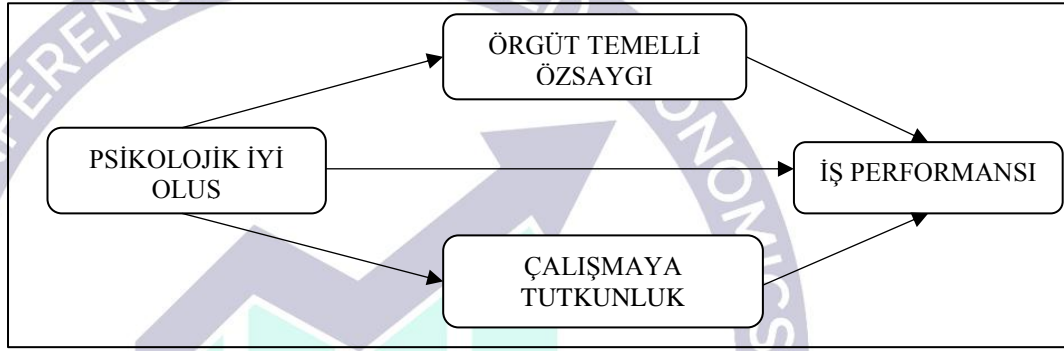 ÖRGÜT TEMELLİ
ÖZSAYGI
PSİKOLOJİK İYİ
OLUS
İŞ PERFORMANSI
ÇALIŞMAYA
TUTKUNLUK